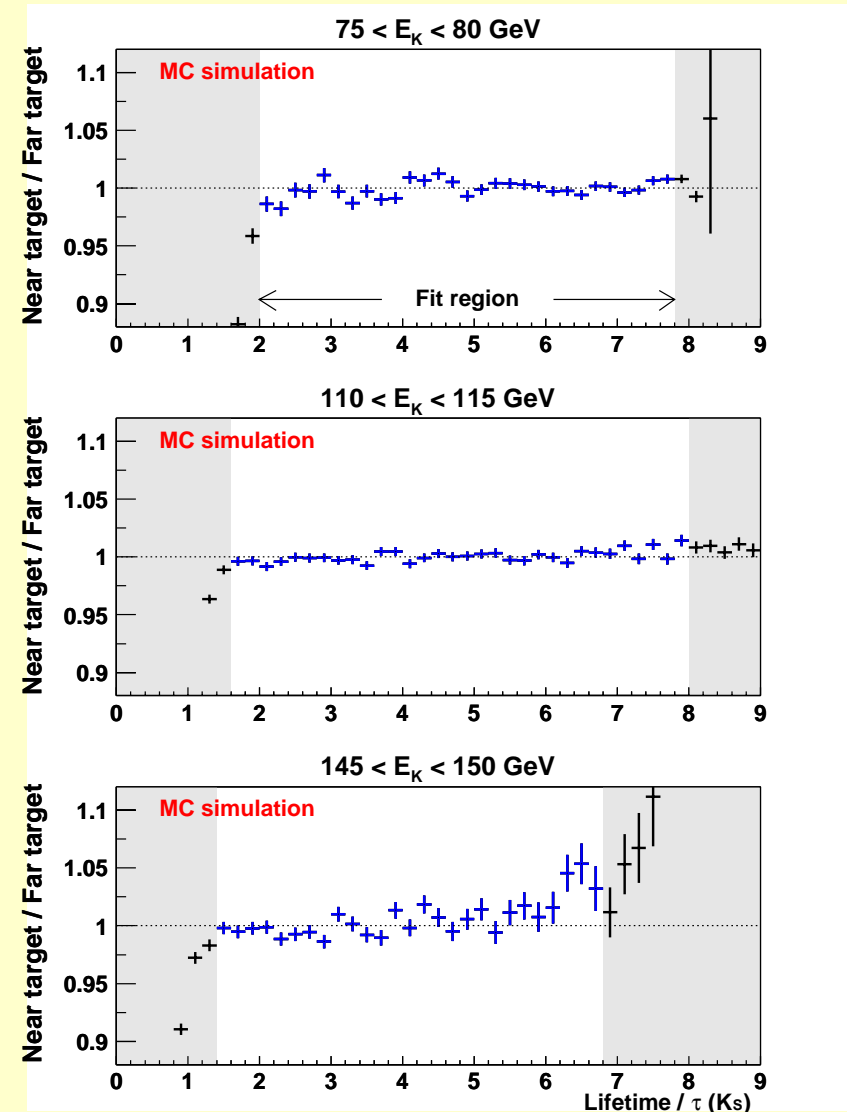 75 < E_K < 80 GeV
MC simulation
Near target / Far target
1.1
1.05
1
0.95
0.9
Fit region
0 1 2 3 4 5 6 7 8 9
110 < E_K < 115 GeV
MC simulation
Near target / Far target
1.1
1.05
1
0.95
0.9
0 1 2 3 4 5 6 7 8 9
145 < E_K < 150 GeV
MC simulation
Near target / Far target
1.1
1.05
1
0.95
0.9
0 1 2 3 4 5 6 7 8 9
Lifetime / τ (Ks)